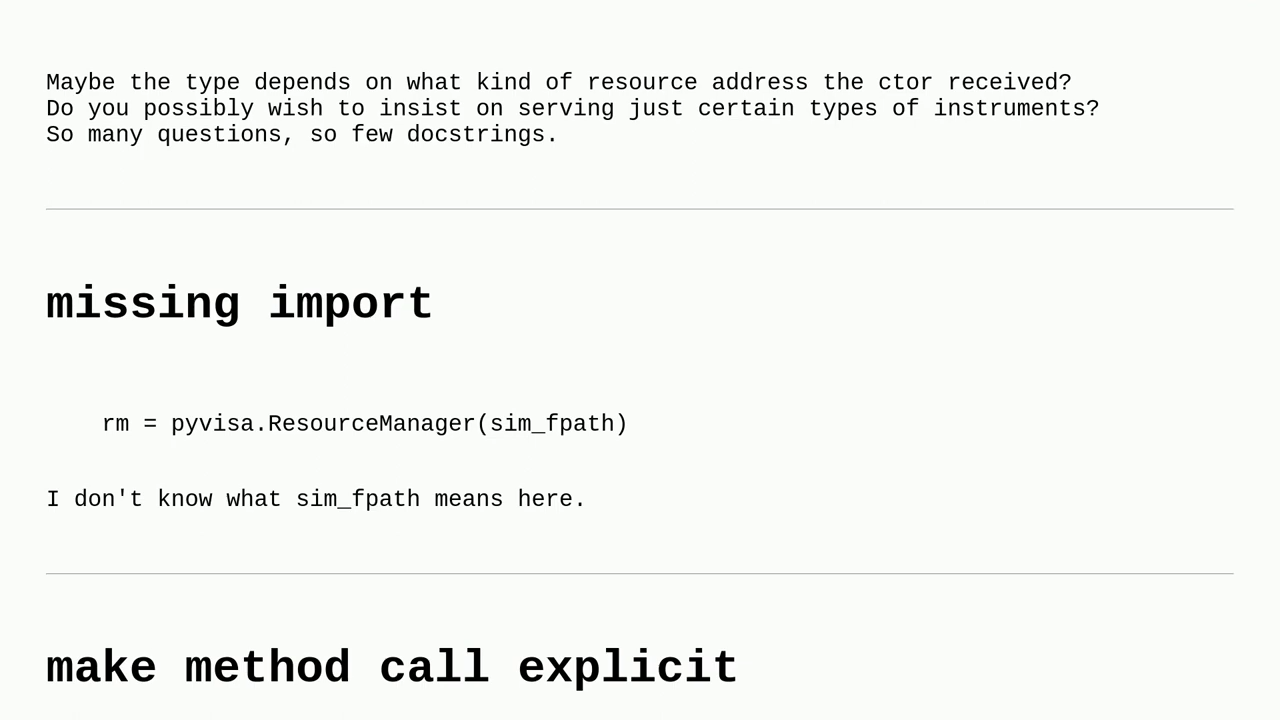 Maybe the type depends on what kind of resource address the ctor received?
Do you possibly wish to insist on serving just certain types of instruments?
So many questions, so few docstrings.
missing import
rm = pyvisa.ResourceManager(sim_fpath)
I don't know what sim_fpath means here.
make method call explicit